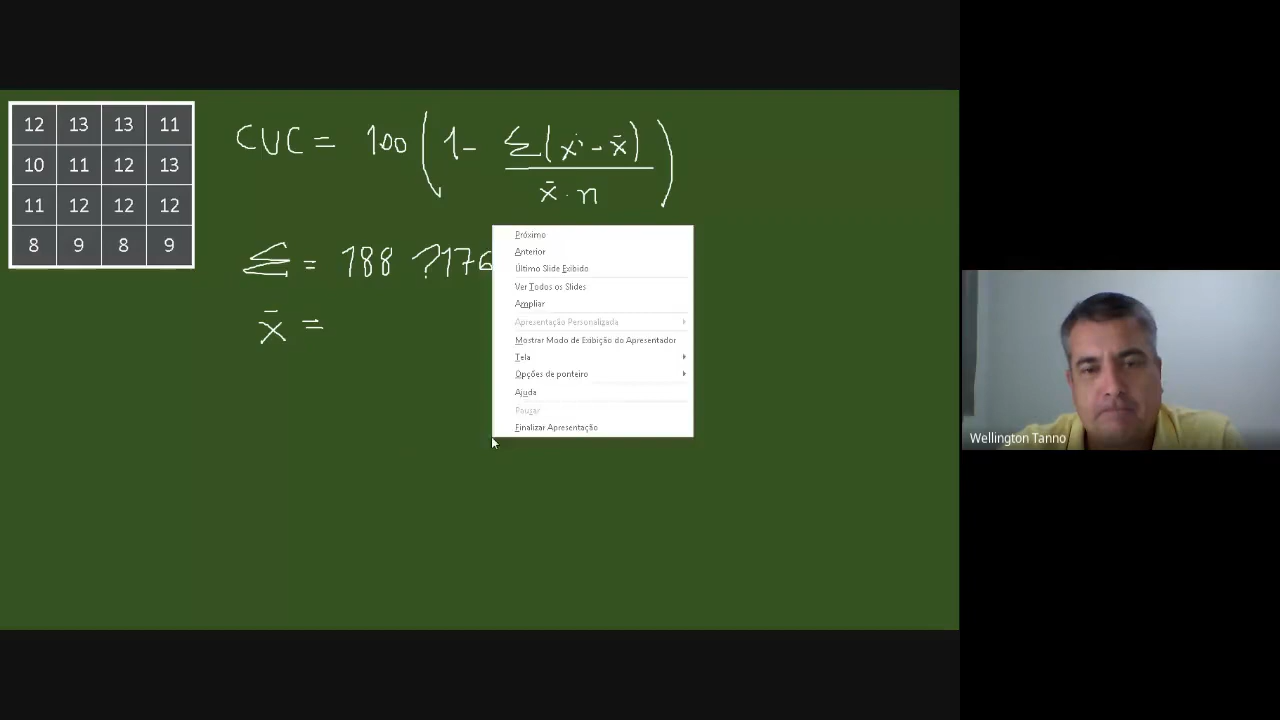 12 13 13 11
10 11 12 13
11 12 12 12
8 9 8 9
CUC = 100 (1 - Σ(xi - x̄) / x̄ . n)
Σ = 188 ? 176
x̄ =
Próximo
Anterior
Último Slide Exibido
Ver Todos os Slides
Ampliar
Apresentação Personalizada
Mostrar Modo de Exibição do Apresentador
Tela
Opções de ponteiro
Ajuda
Pausar
Finalizar Apresentação
Wellington Tanno